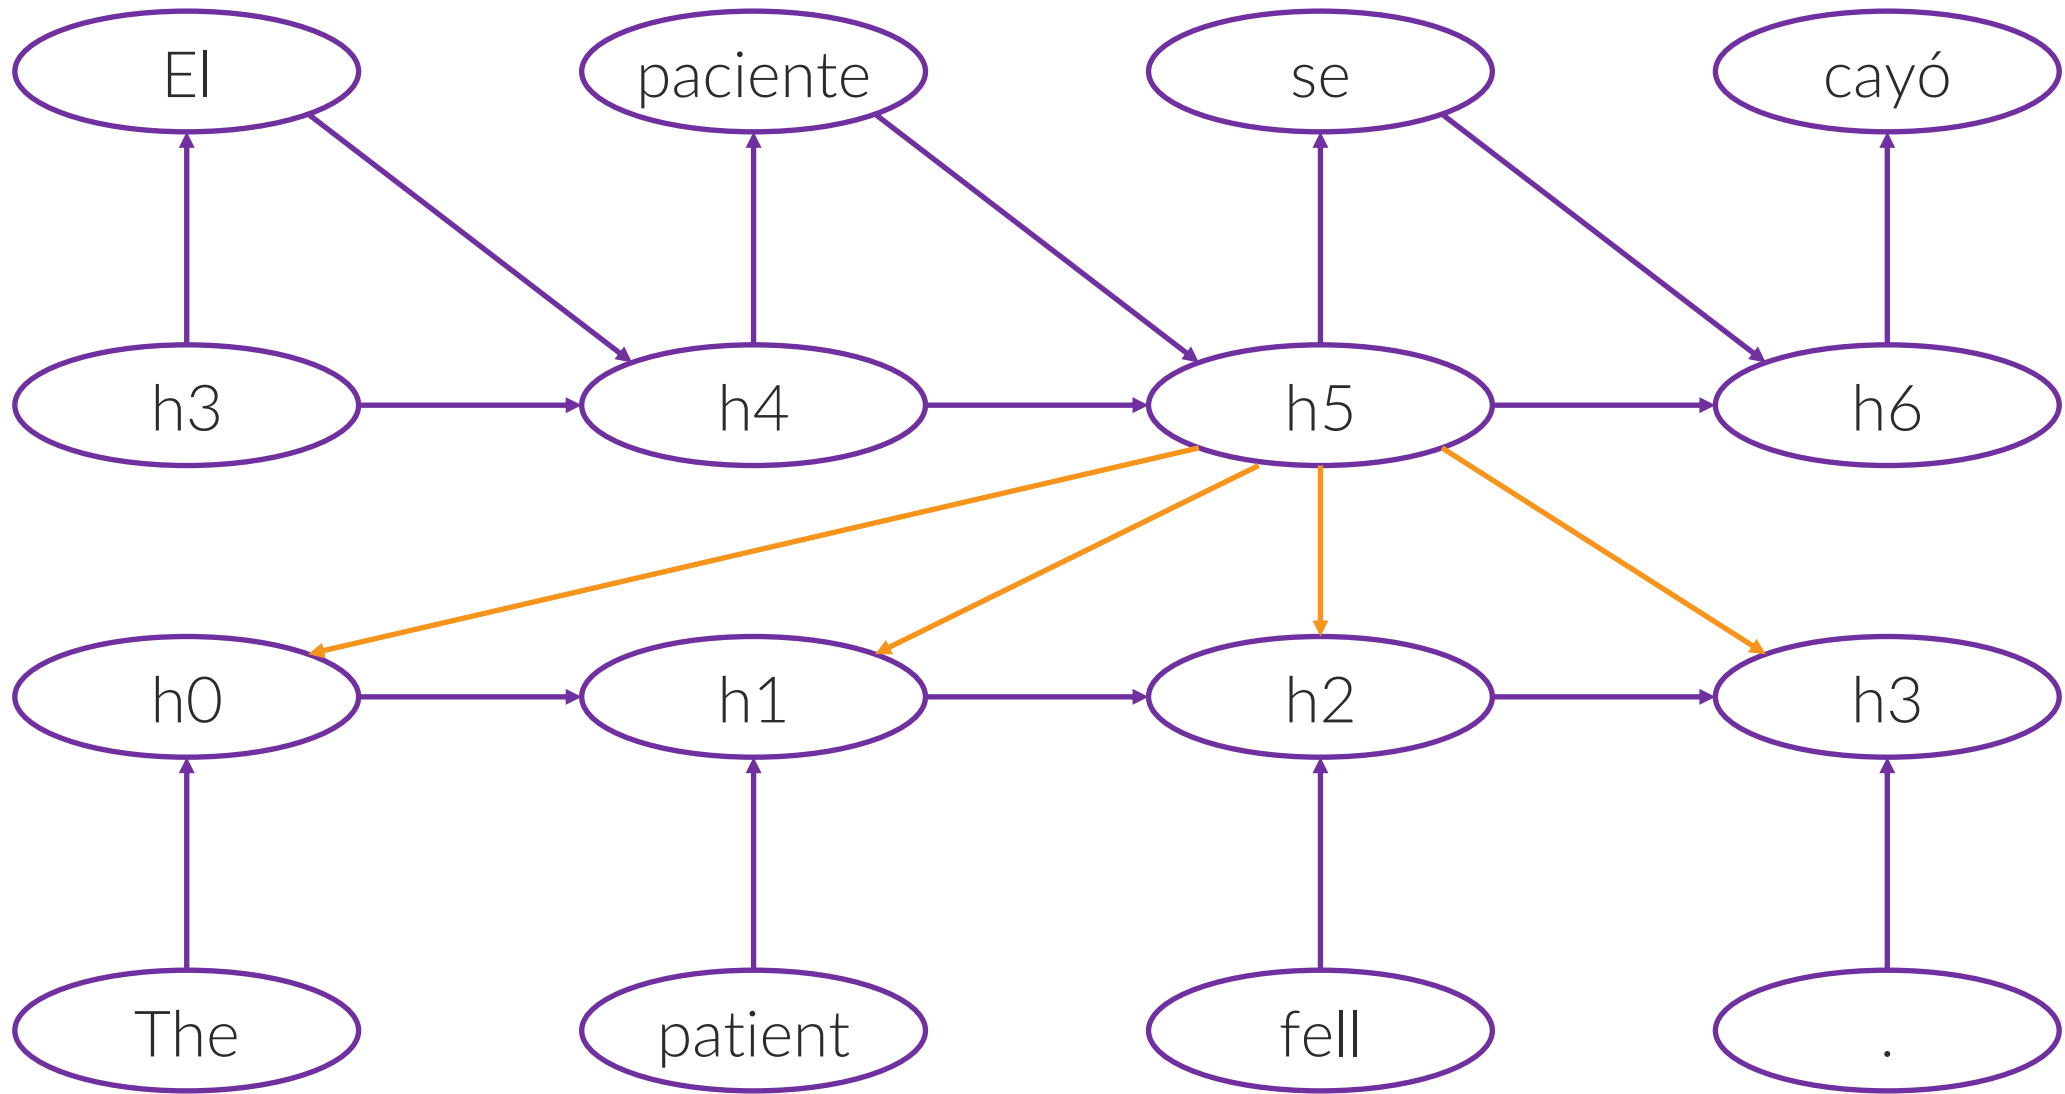 El paciente se cayó
h3 h4 h5 h6
h0 h1 h2 h3
The patient fell .